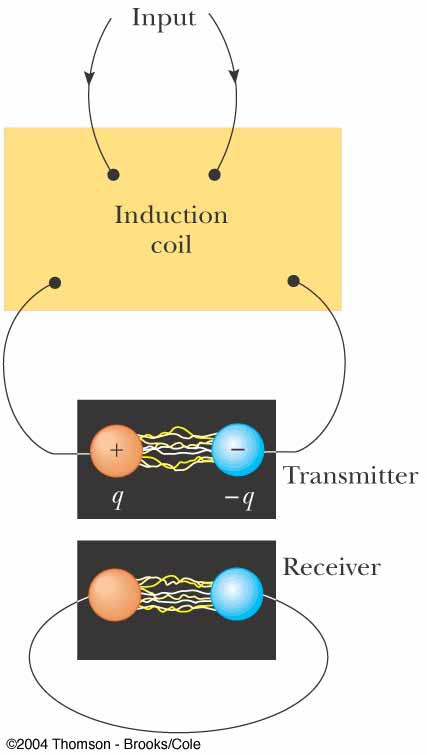 Input
Induction
coil
+ −
q −q
Transmitter
Receiver
©2004 Thomson - Brooks/Cole